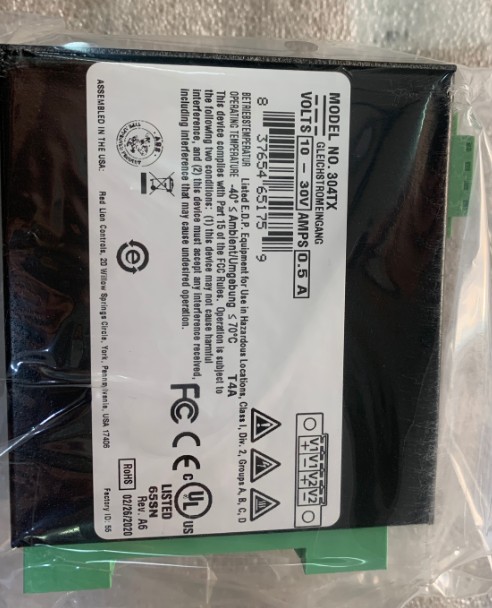 MODEL NO. 304TX
GLEICHSTROMEINGANG
VOLTS 10 – 30V AMPS 0.5 A
8 37654 65175 9
V1 V1 V2 V2
+ – – +
Listed E.D.P. Equipment for Use in Hazardous Locations, Class I, Div. 2, Groups A, B, C, D
BETRIEBSTEMPERATUR
OPERATING TEMPERATURE -40° ≤ Ambient/Umgebung ≤ 70°C T4A
This device complies with Part 15 of the FCC Rules. Operation is subject to
the following two conditions: (1) this device may not cause harmful
interference, and (2) this device must accept any interference received,
including interference that may cause undesired operation.
FC CE
C UL US
LISTED
65SN
Rev. A6
RoHS 02/26/2020
e
ASSEMBLED IN THE USA: Red Lion Controls, 20 Willow Springs Circle, York, Pennsylvania, USA 17406 Factory ID: 55